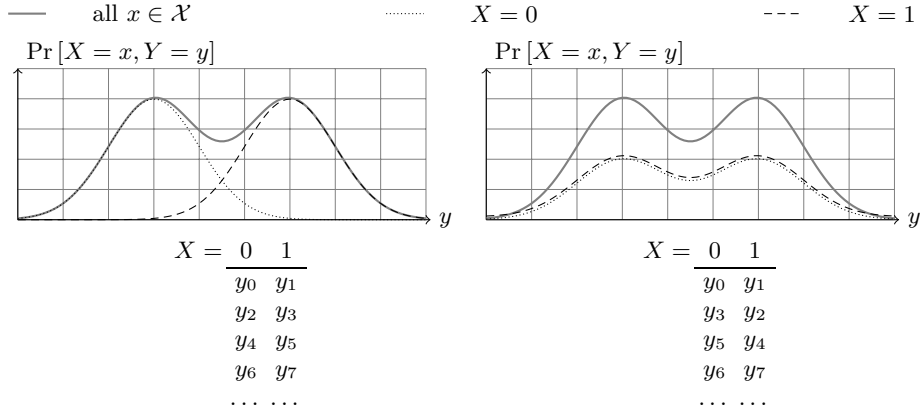 all x ∈ 𝒳 X = 0 X = 1
Pr [X = x, Y = y] Pr [X = x, Y = y]
y y
X = 0 1 X = 0 1
y₀ y₁ y₀ y₁
y₂ y₃ y₃ y₂
y₄ y₅ y₅ y₄
y₆ y₇ y₆ y₇
... ... ... ...